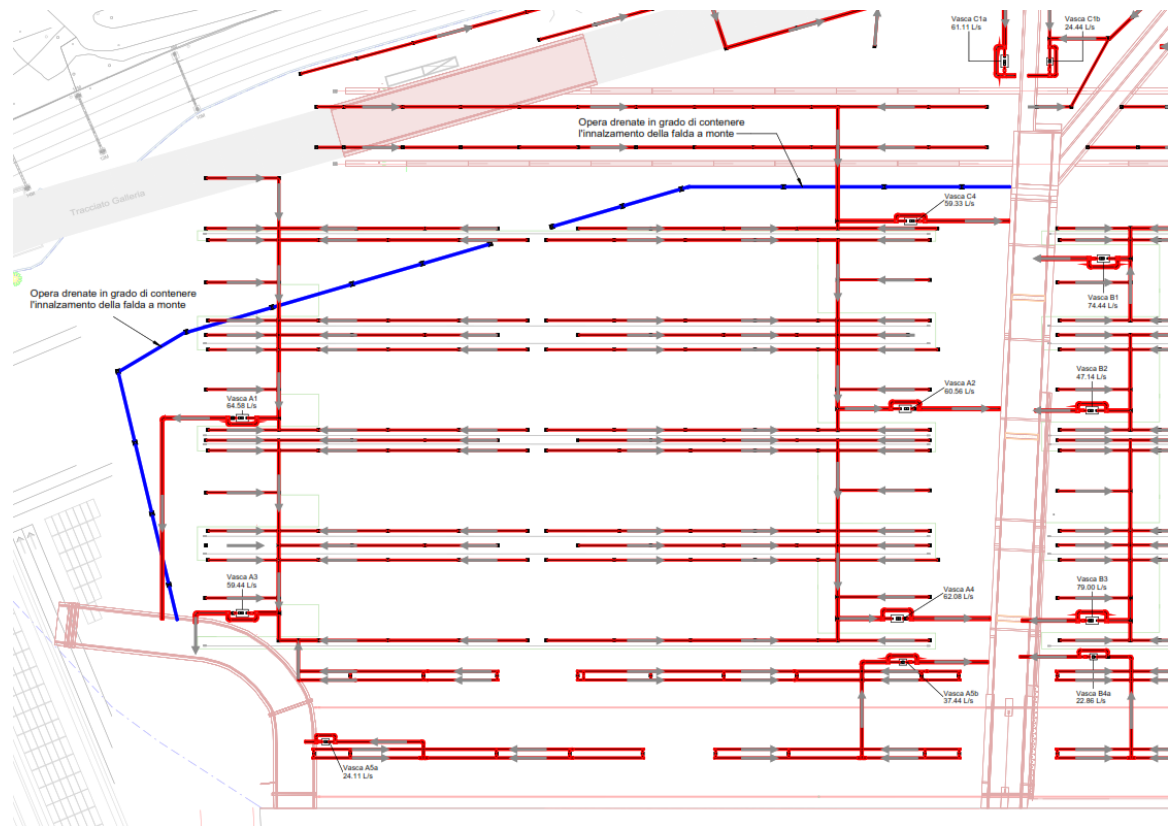 Vasca C1a
61.11 L/s
Vasca C1b
24.44 L/s
Opera drenate in grado di contenere
l'innalzamento della falda a monte
Tracciato Galleria
Vasca C4
59.33 L/s
Opera drenate in grado di contenere
l'innalzamento della falda a monte
Vasca B1
74.44 L/s
Vasca B2
47.14 L/s
Vasca A1
64.58 L/s
Vasca A2
60.56 L/s
Vasca A3
59.44 L/s
Vasca A4
62.08 L/s
Vasca B3
79.00 L/s
Vasca A5b
37.44 L/s
Vasca B4a
22.86 L/s
Vasca A5a
24.11 L/s